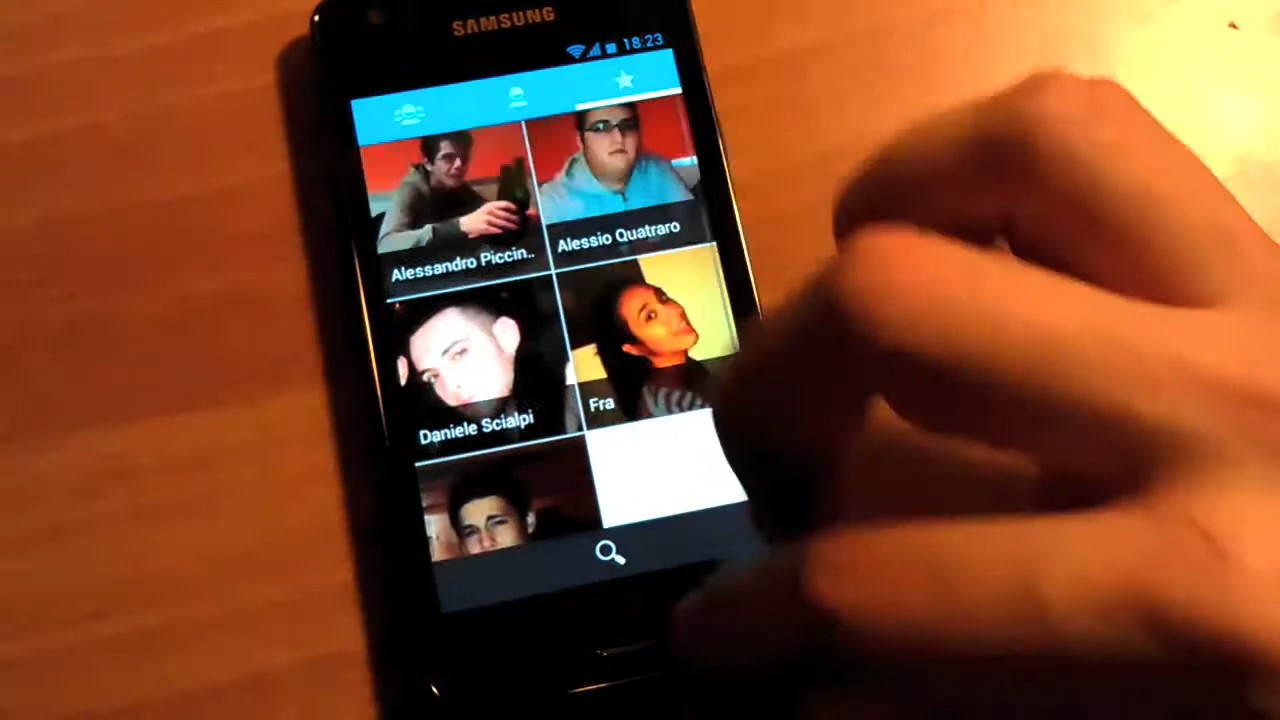 SAMSUNG
18:23
Alessandro Piccin..
Alessio Quatraro
Daniele Scialpi
Fra